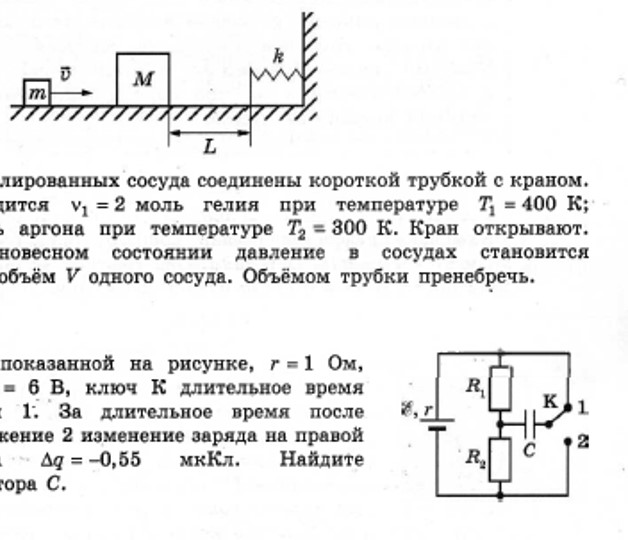 m
v
M
k
L
лированных сосуда соединены короткой трубкой с краном.
дится ν₁ = 2 моль гелия при температуре T₁ = 400 К;
ь аргона при температуре T₂ = 300 К. Кран открывают.
новесном состоянии давление в сосудах становится
объём V одного сосуда. Объёмом трубки пренебречь.
показанной на рисунке, r = 1 Ом,
= 6 В, ключ К длительное время
1. За длительное время после
жение 2 изменение заряда на правой
Δq = –0,55 мкКл. Найдите
тора C.
ℰ, r
R₁
К
1
C
2
R₂